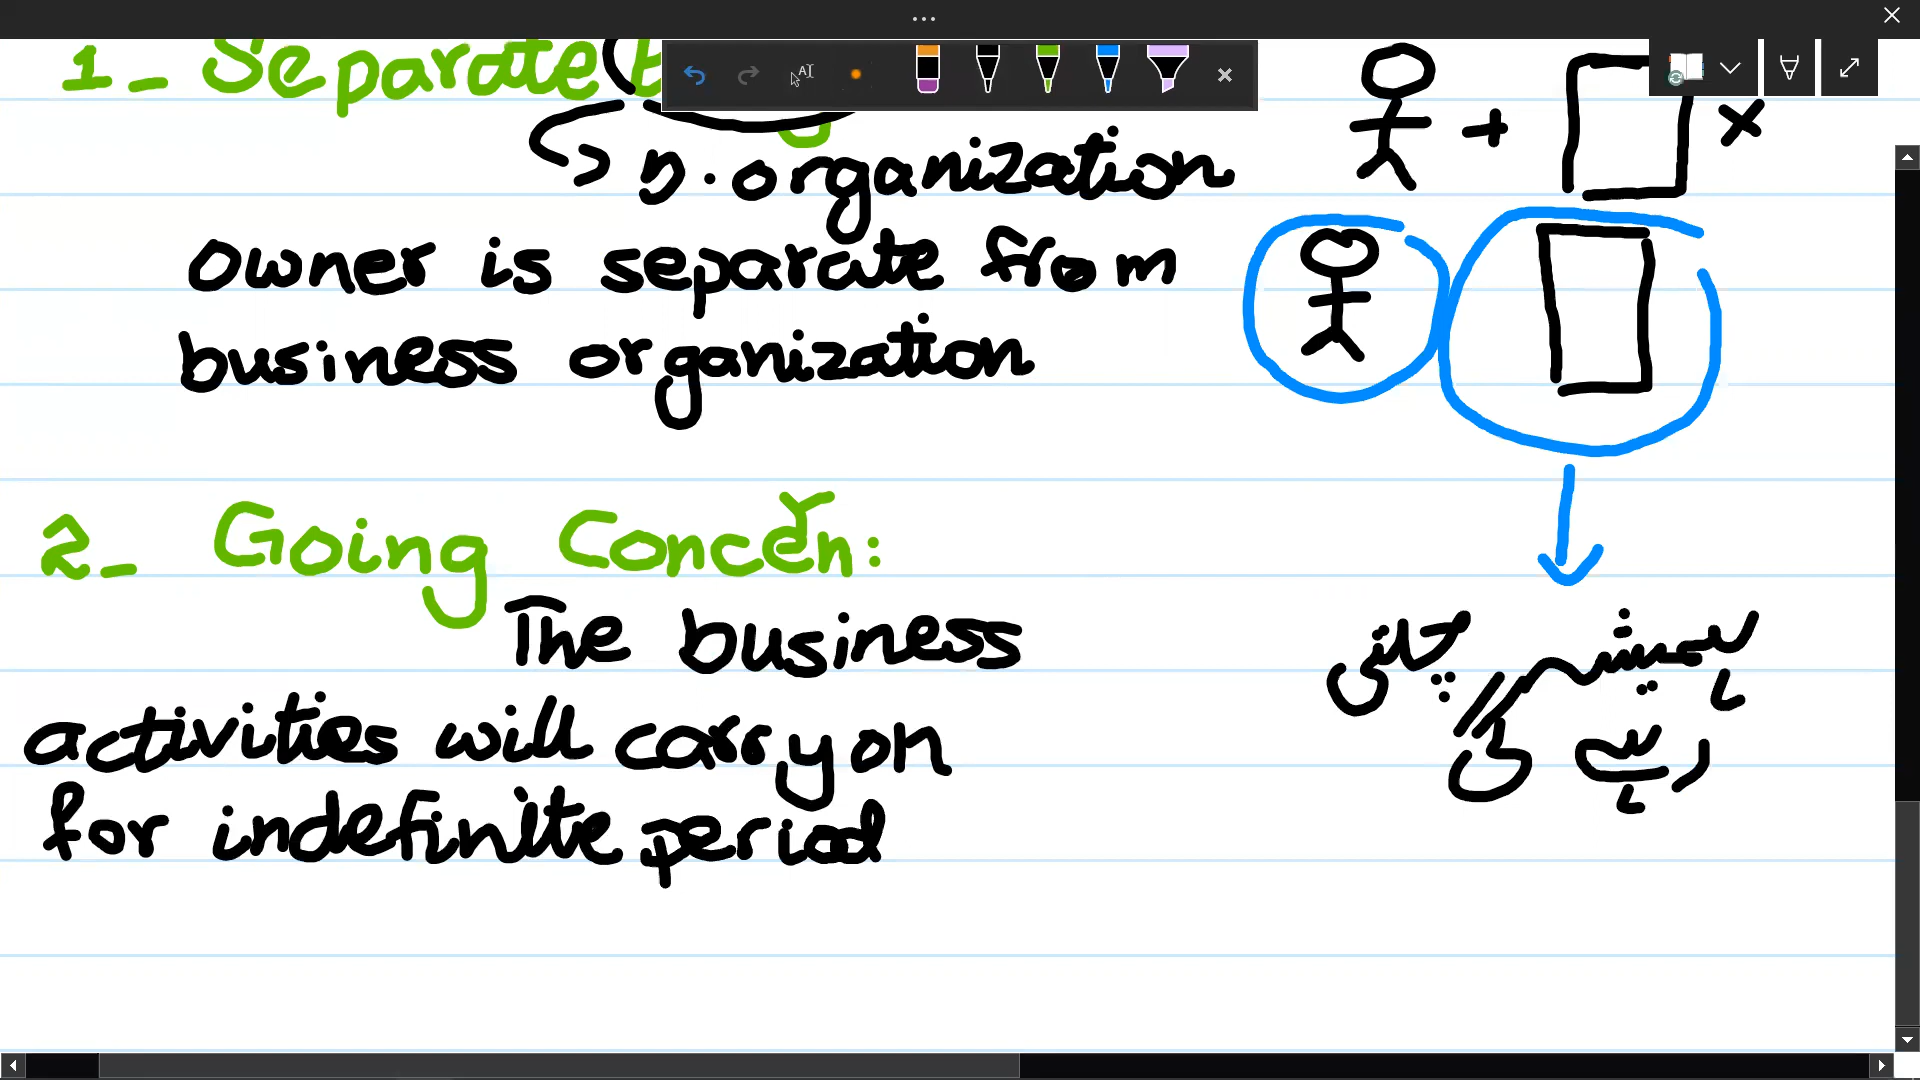 1_ Separate
b. organization
owner is separate from
business organization
2_ Going Concern:
The business
activities will carry on
for indefinite period
ہمیشہ چلتی
رہے گی